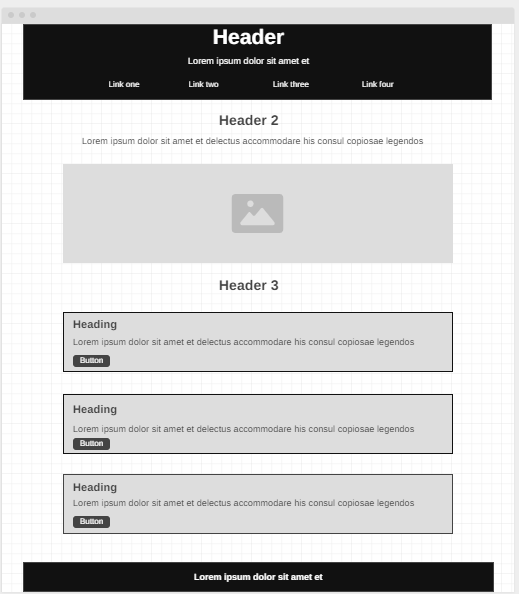 Header
Lorem ipsum dolor sit amet et
Link one Link two Link three Link four
Header 2
Lorem ipsum dolor sit amet et delectus accommodare his consul copiosae legendos
Header 3
Heading
Lorem ipsum dolor sit amet et delectus accommodare his consul copiosae legendos
Button
Heading
Lorem ipsum dolor sit amet et delectus accommodare his consul copiosae legendos
Button
Heading
Lorem ipsum dolor sit amet et delectus accommodare his consul copiosae legendos
Button
Lorem ipsum dolor sit amet et